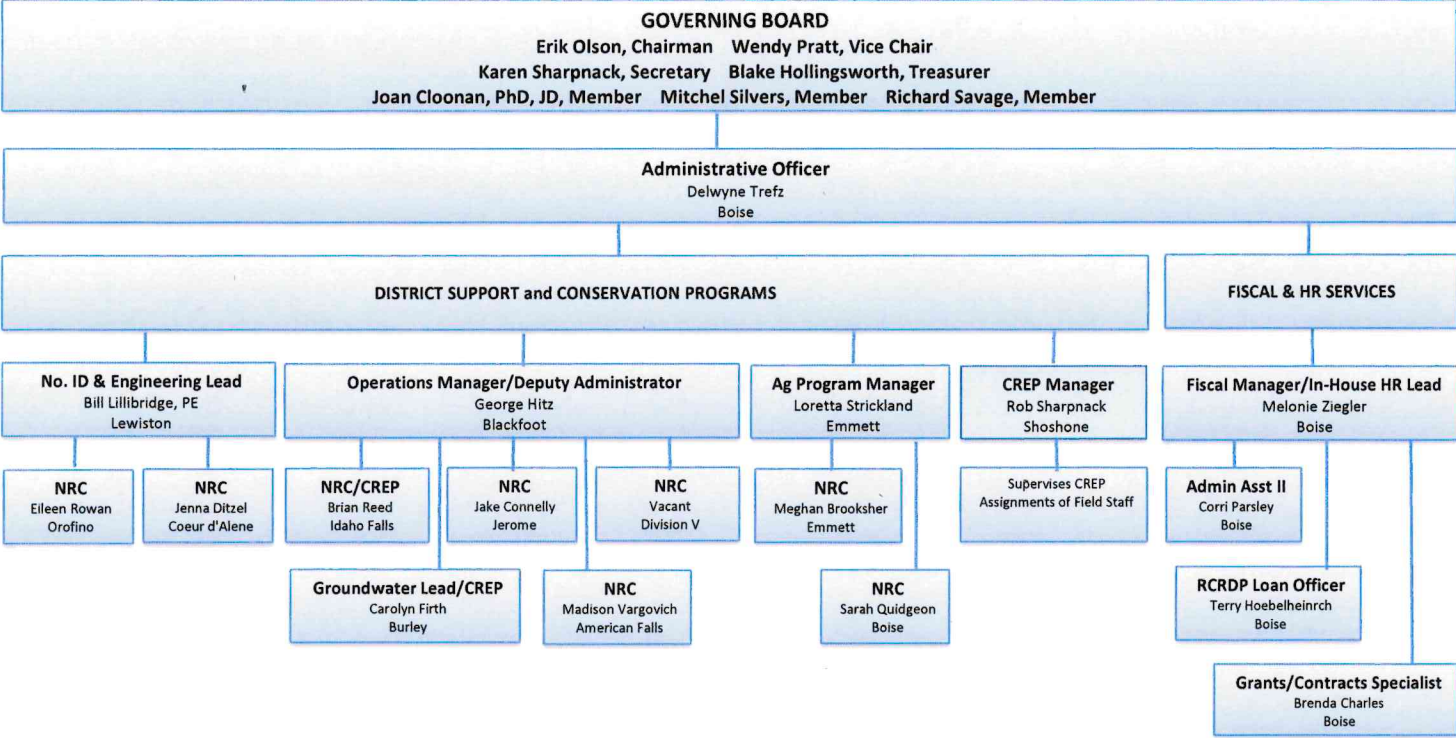 GOVERNING BOARD
Erik Olson, Chairman Wendy Pratt, Vice Chair
Karen Sharpnack, Secretary Blake Hollingsworth, Treasurer
Joan Cloonan, PhD, JD, Member Mitchel Silvers, Member Richard Savage, Member
Administrative Officer
Delwyne Trefz
Boise
DISTRICT SUPPORT and CONSERVATION PROGRAMS
FISCAL & HR SERVICES
No. ID & Engineering Lead
Bill Lillibridge, PE
Lewiston
Operations Manager/Deputy Administrator
George Hitz
Blackfoot
Ag Program Manager
Loretta Strickland
Emmett
CREP Manager
Rob Sharpnack
Shoshone
Fiscal Manager/In-House HR Lead
Melonie Ziegler
Boise
NRC
Eileen Rowan
Orofino
NRC
Jenna Ditzel
Coeur d'Alene
NRC/CREP
Brian Reed
Idaho Falls
NRC
Jake Connelly
Jerome
NRC
Vacant
Division V
NRC
Meghan Brooksher
Emmett
Supervises CREP
Assignments of Field Staff
Admin Asst II
Corri Parsley
Boise
Groundwater Lead/CREP
Carolyn Firth
Burley
NRC
Madison Vargovich
American Falls
NRC
Sarah Quidgeon
Boise
RCRDP Loan Officer
Terry Hoebelheinrch
Boise
Grants/Contracts Specialist
Brenda Charles
Boise